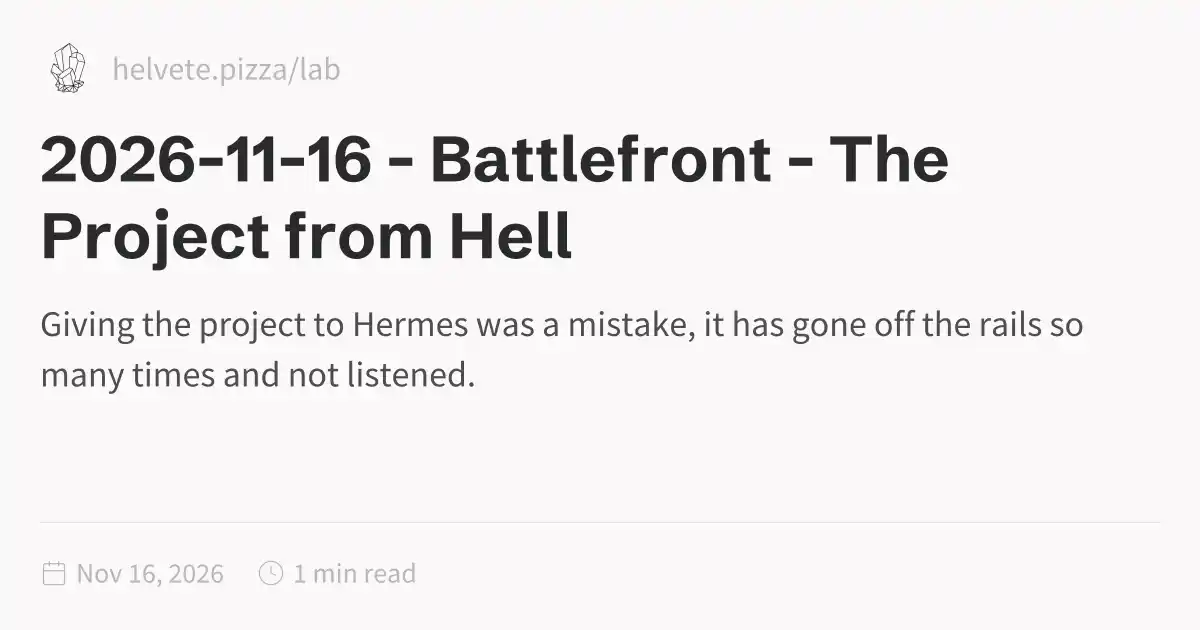 helvete.pizza/lab
2026-11-16 - Battlefront - The
Project from Hell
Giving the project to Hermes was a mistake, it has gone off the rails so
many times and not listened.
Nov 16, 2026 1 min read